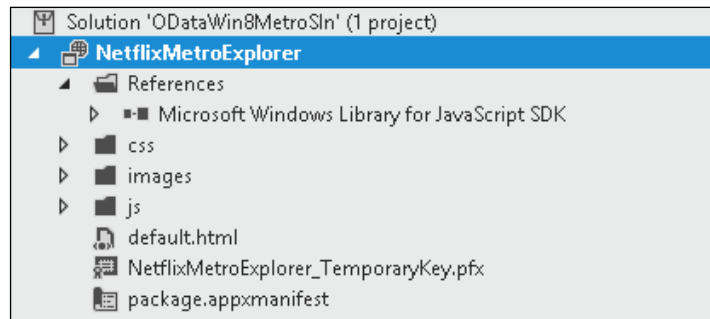 Solution 'ODataWin8MetroSln' (1 project)
NetflixMetroExplorer
References
Microsoft Windows Library for JavaScript SDK
css
images
js
default.html
NetflixMetroExplorer_TemporaryKey.pfx
package.appxmanifest